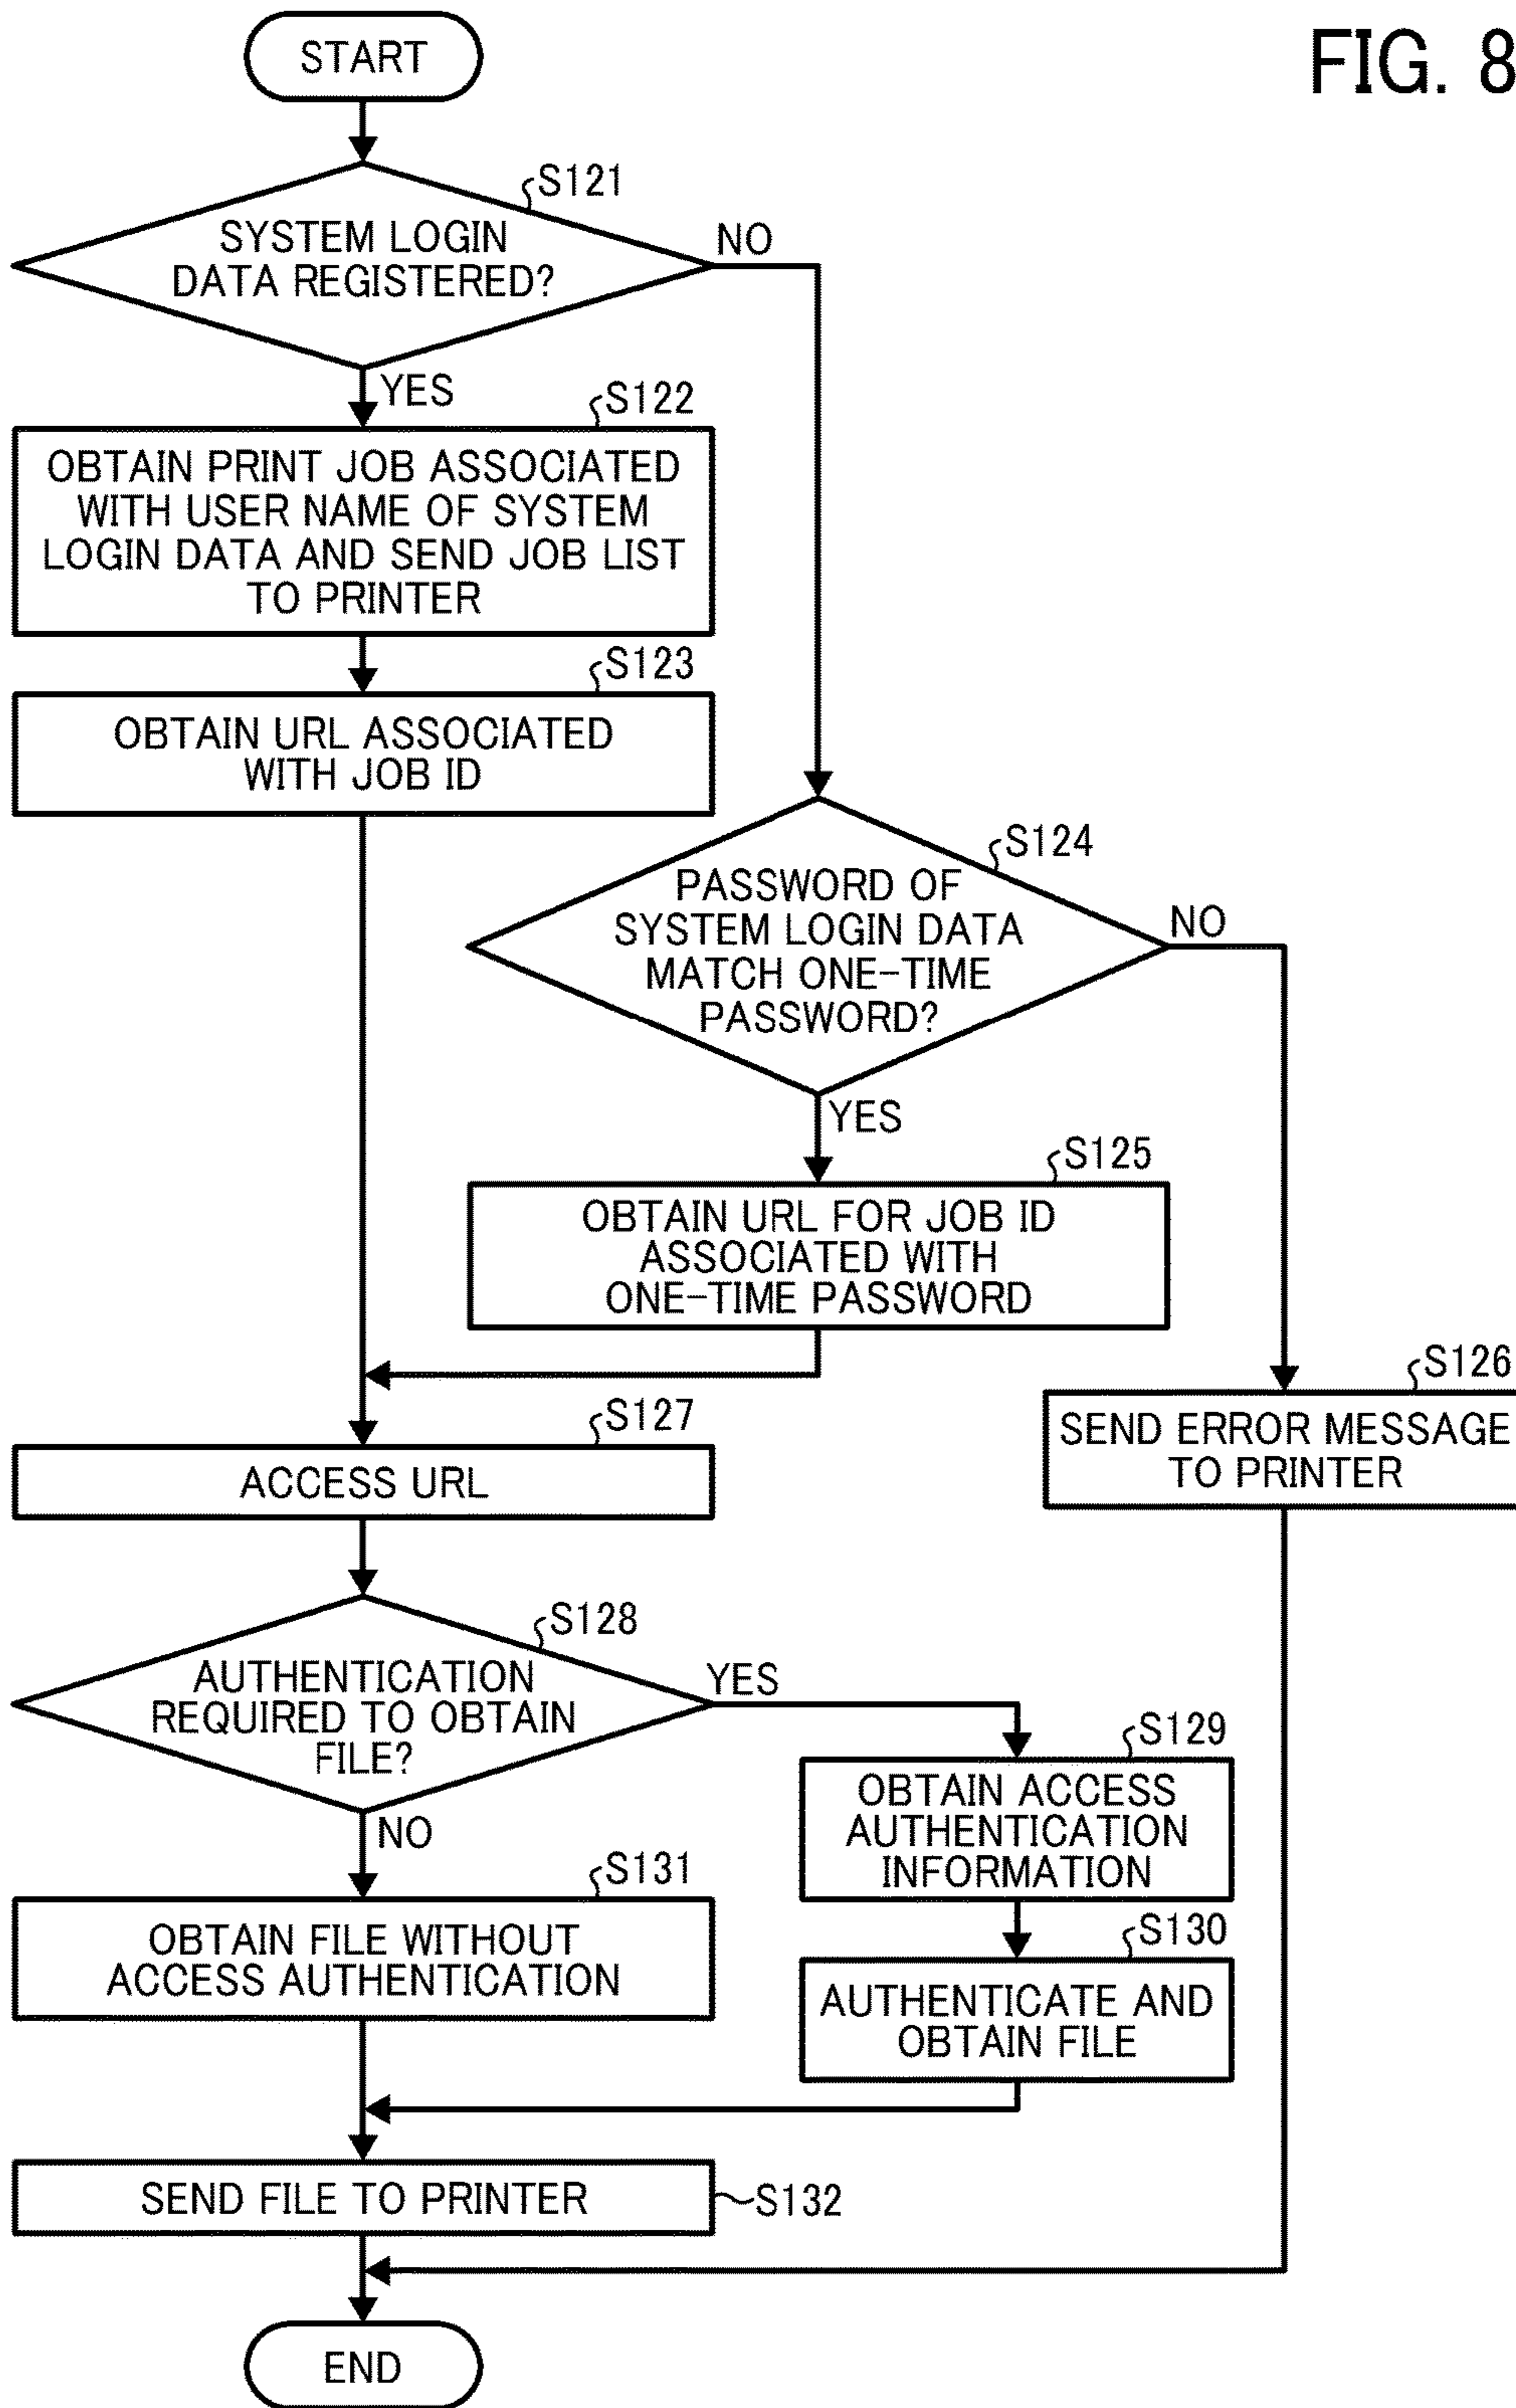 FIG. 8
START
S121
SYSTEM LOGIN
DATA REGISTERED?
NO
YES
S122
OBTAIN PRINT JOB ASSOCIATED
WITH USER NAME OF SYSTEM
LOGIN DATA AND SEND JOB LIST
TO PRINTER
S123
OBTAIN URL ASSOCIATED
WITH JOB ID
S124
PASSWORD OF
SYSTEM LOGIN DATA
MATCH ONE-TIME
PASSWORD?
NO
YES
S125
OBTAIN URL FOR JOB ID
ASSOCIATED WITH
ONE-TIME PASSWORD
S126
SEND ERROR MESSAGE
TO PRINTER
S127
ACCESS URL
S128
AUTHENTICATION
REQUIRED TO OBTAIN
FILE?
YES
NO
S129
OBTAIN ACCESS
AUTHENTICATION
INFORMATION
S130
AUTHENTICATE AND
OBTAIN FILE
S131
OBTAIN FILE WITHOUT
ACCESS AUTHENTICATION
SEND FILE TO PRINTER
S132
END